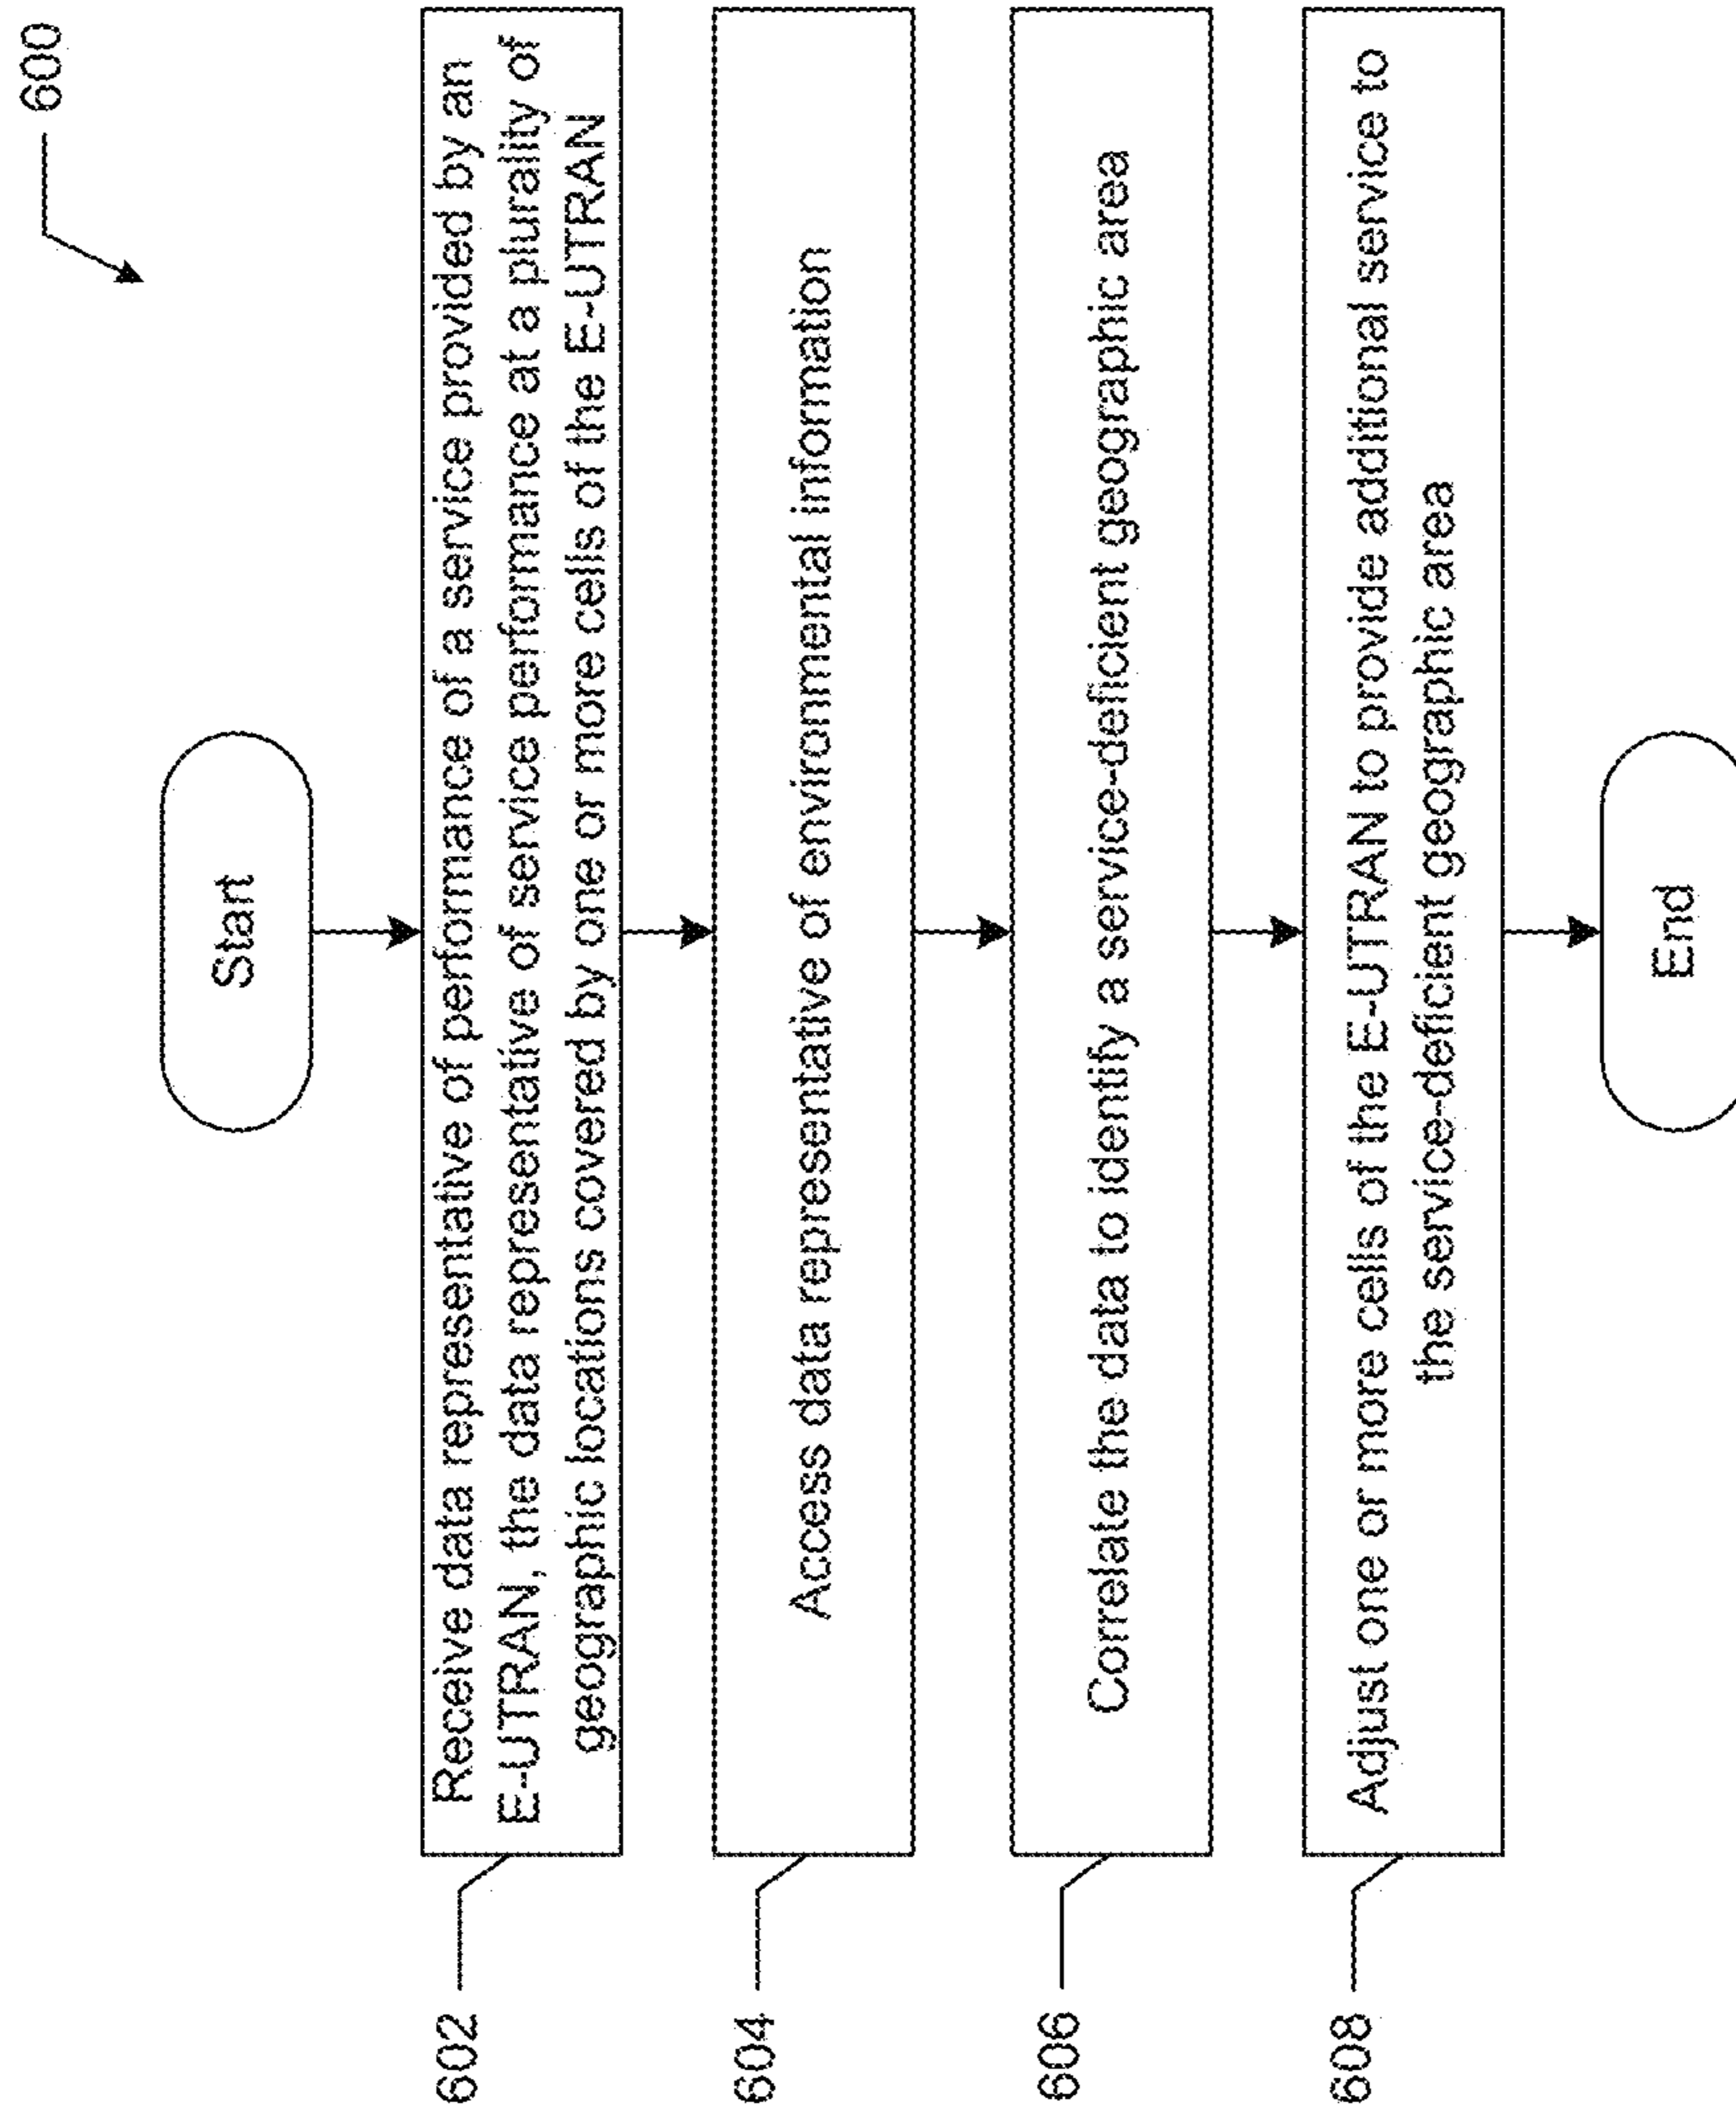 600
Start
602
Receive data representative of performance of a service provided by an
E-UTRAN, the data representative of service performance at a plurality of
geographic locations covered by one or more cells of the E-UTRAN
604
Access data representative of environmental information
606
Correlate the data to identify a service-deficient geographic area
608
Adjust one or more cells of the E-UTRAN to provide additional service to
the service-deficient geographic area
End